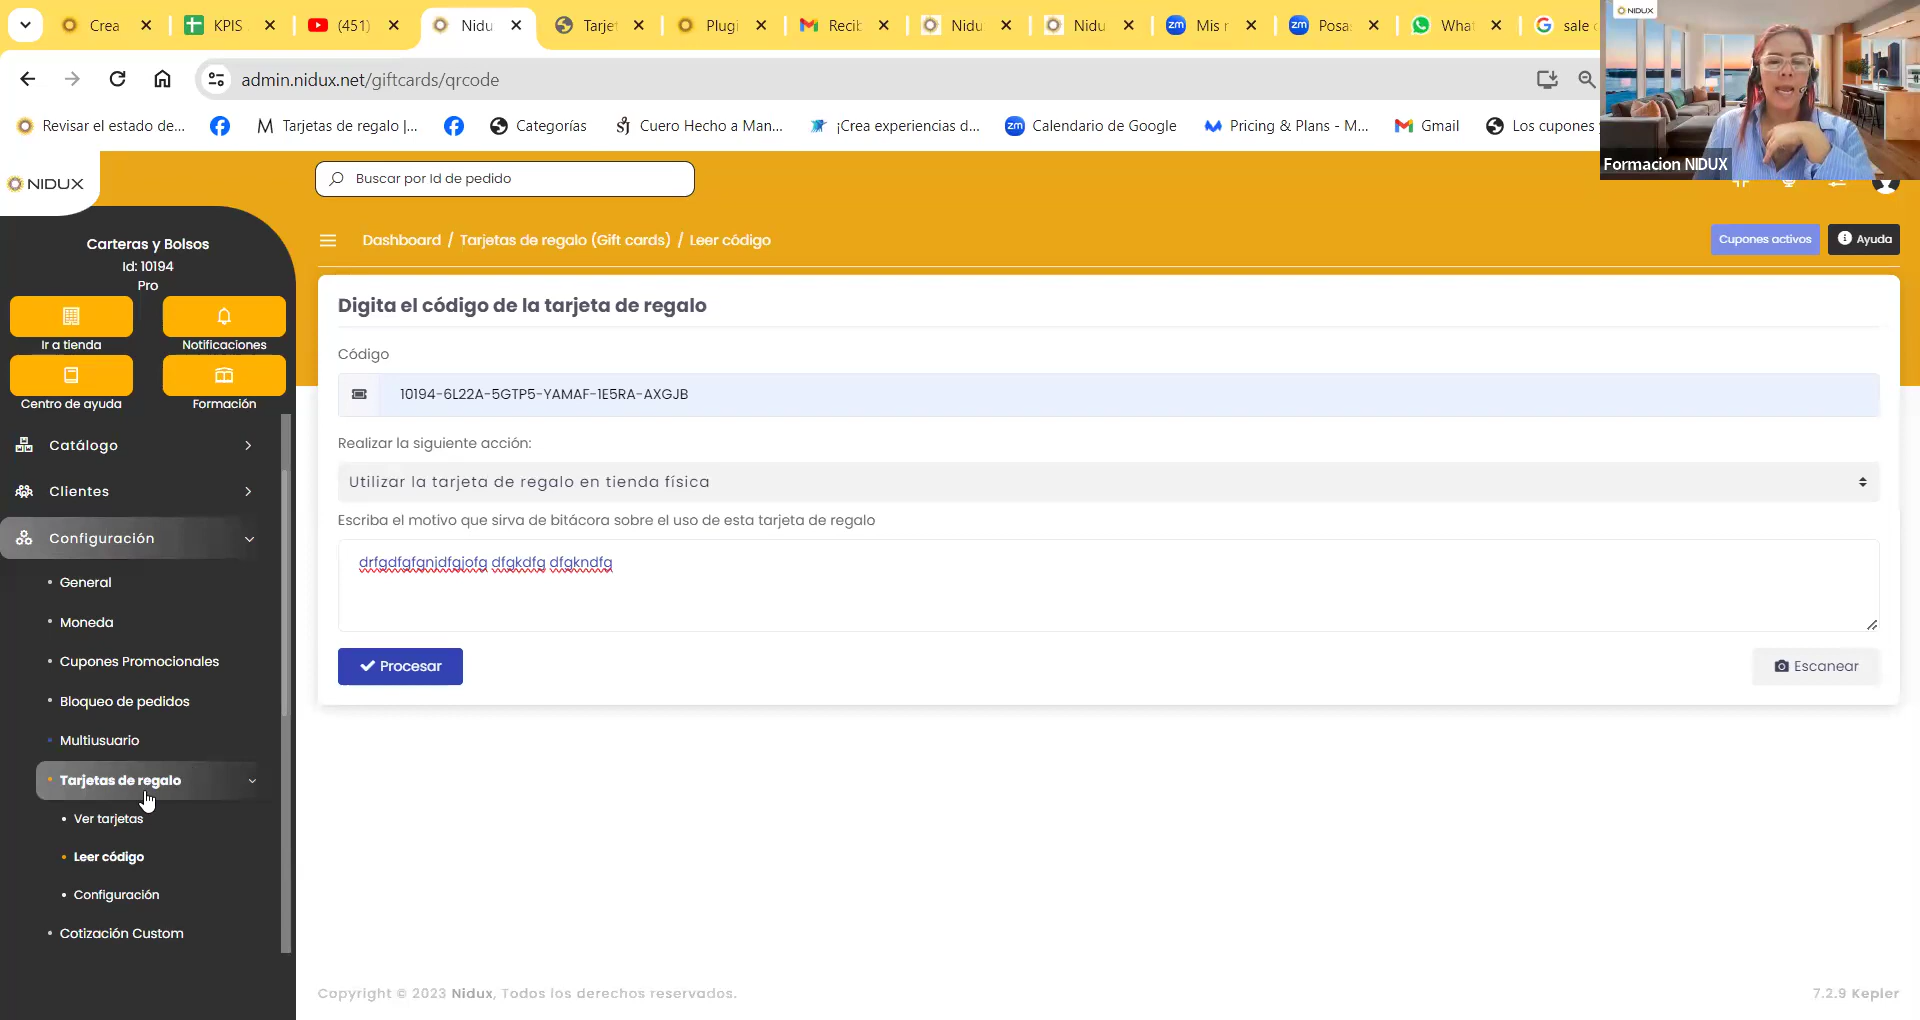 Crea
KPIS
(451)
Nidu
Tarjet
Plugi
Recib
Nidu
Nidu
Mis r
Posa
What
sale
admin.nidux.net/giftcards/qrcode
Revisar el estado de...
Tarjetas de regalo |...
Categorías
Cuero Hecho a Man...
¡Crea experiencias d...
Calendario de Google
Pricing & Plans - M...
Gmail
Los cupones
NIDUX
Formacion NIDUX
NIDUX
Buscar por Id de pedido
Carteras y Bolsos
Id: 10194
Pro
Ir a tienda
Notificaciones
Centro de ayuda
Formación
Catálogo
Clientes
Configuración
General
Moneda
Cupones Promocionales
Bloqueo de pedidos
Multiusuario
Tarjetas de regalo
Ver tarjetas
Leer código
Configuración
Cotización Custom
Dashboard / Tarjetas de regalo (Gift cards) / Leer código
Cupones activos
Ayuda
Digita el código de la tarjeta de regalo
Código
10194-6L22A-5GTP5-YAMAF-1E5RA-AXGJB
Realizar la siguiente acción:
Utilizar la tarjeta de regalo en tienda física
Escriba el motivo que sirva de bitácora sobre el uso de esta tarjeta de regalo
drfgdfgfgnjdfgjofg dfgkdfg dfgkndfg
Procesar
Escanear
Copyright © 2023 Nidux, Todos los derechos reservados.
7.2.9 Kepler